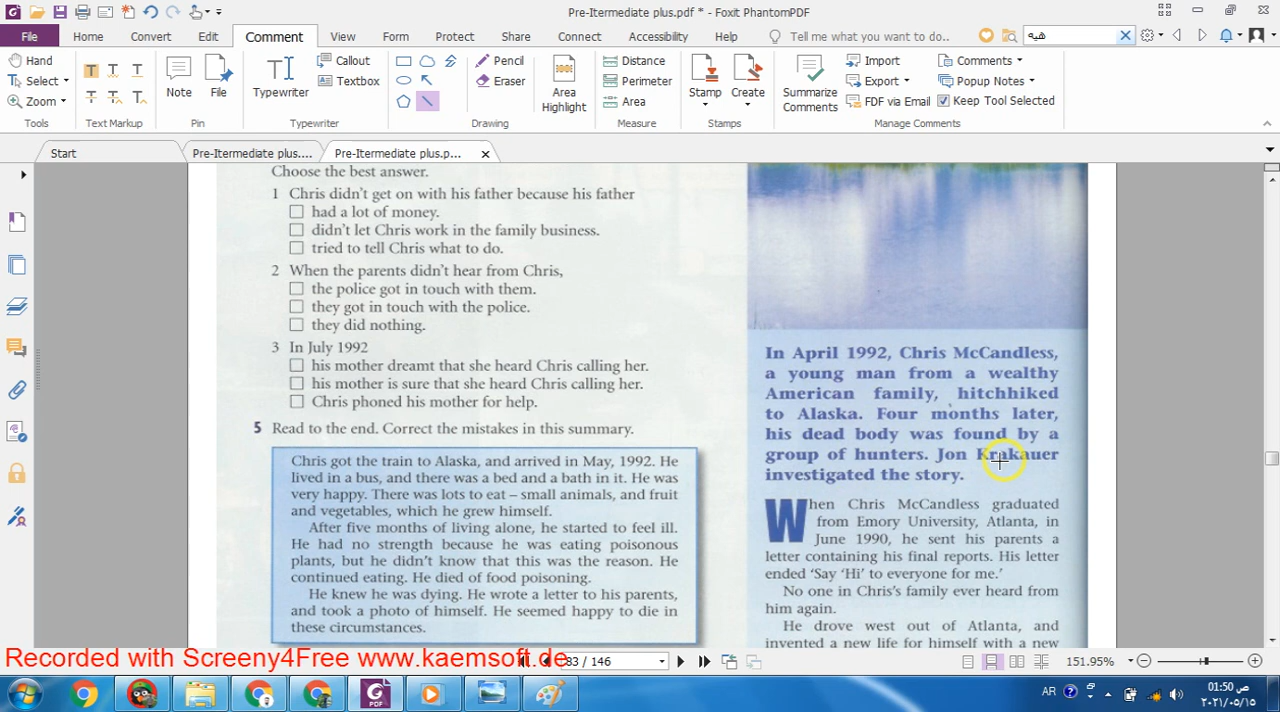 Pre-Itermediate plus.pdf * - Foxit PhantomPDF
File Home Convert Edit Comment View Form Protect Share Connect Accessibility Help Tell me what you want to do.. هيه
Hand
Select
Zoom
Tools
Text Markup
Note
File
Pin
Typewriter
Callout
Textbox
Typewriter
Pencil
Eraser
Drawing
Area
Highlight
Distance
Perimeter
Area
Measure
Stamp
Create
Stamps
Summarize
Comments
Import
Export
FDF via Email
Comments
Popup Notes
Keep Tool Selected
Manage Comments
Start Pre-Itermediate plus.... Pre-Itermediate plus.p...
Choose the best answer.
1 Chris didn't get on with his father because his father
had a lot of money.
didn't let Chris work in the family business.
tried to tell Chris what to do.
2 When the parents didn't hear from Chris,
the police got in touch with them.
they got in touch with the police.
they did nothing.
3 In July 1992
his mother dreamt that she heard Chris calling her.
his mother is sure that she heard Chris calling her.
Chris phoned his mother for help.
5 Read to the end. Correct the mistakes in this summary.
Chris got the train to Alaska, and arrived in May, 1992. He
lived in a bus, and there was a bed and a bath in it. He was
very happy. There was lots to eat – small animals, and fruit
and vegetables, which he grew himself.
After five months of living alone, he started to feel ill.
He had no strength because he was eating poisonous
plants, but he didn't know that this was the reason. He
continued eating. He died of food poisoning.
He knew he was dying. He wrote a letter to his parents,
and took a photo of himself. He seemed happy to die in
these circumstances.
In April 1992, Chris McCandless,
a young man from a wealthy
American family, hitchhiked
to Alaska. Four months later,
his dead body was found by a
group of hunters. Jon Krakauer
investigated the story.
When Chris McCandless graduated
from Emory University, Atlanta, in
June 1990, he sent his parents a
letter containing his final reports. His letter
ended 'Say 'Hi' to everyone for me.'
No one in Chris's family ever heard from
him again.
He drove west out of Atlanta, and
invented a new life for himself with a new
Recorded with Screeny4Free www.kaemsoft.de
83 / 146
151.95%
PDF
AR
01:50 ص
٢٠٢١/٠٥/١٥